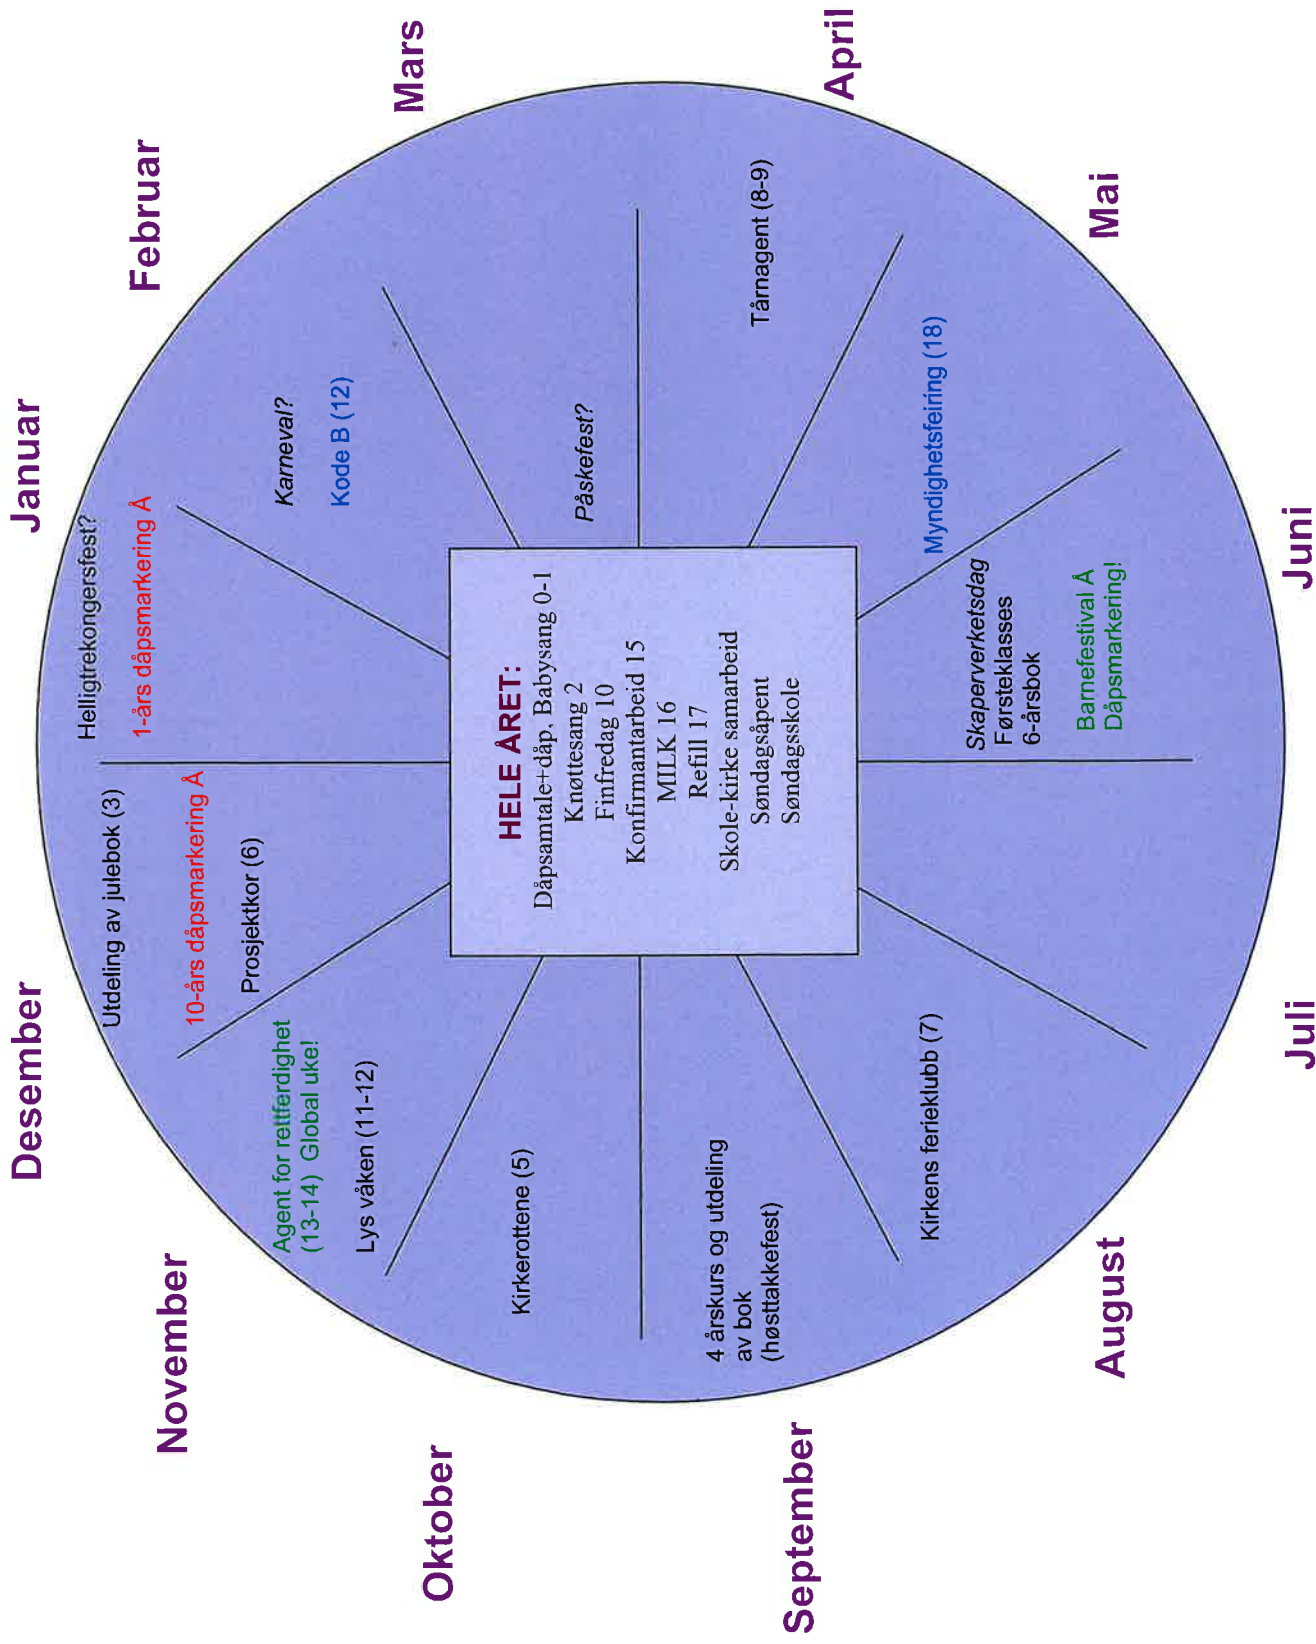 Januar
Helligtrekongersfest?
1-års dåpsmarkering Å
Februar
Karneval?
Kode B (12)
Mars
Påskefest?
April
Tårnagent (8-9)
Mai
Myndighetsfeiring (18)
Juni
Skaperverketsdag
Førsteklasses
6-årsbok
Barnefestival Å
Dåpsmarkering!
Juli
August
Kirkens ferieklubb (7)
September
4 årskurs og utdeling
av bok
(høsttakkefest)
Oktober
Kirkerottene (5)
November
Agent for rettferdighet
(13-14) Global uke!
Lys våken (11-12)
Desember
Utdeling av julebok (3)
10-års dåpsmarkering Å
Prosjektkor (6)
HELE ÅRET:
Dåpsamtale+dåp, Babysang 0-1
Knøttesang 2
Finfredag 10
Konfirmantarbeid 15
MILK 16
Refill 17
Skole-kirke samarbeid
Søndagsåpent
Søndagsskole